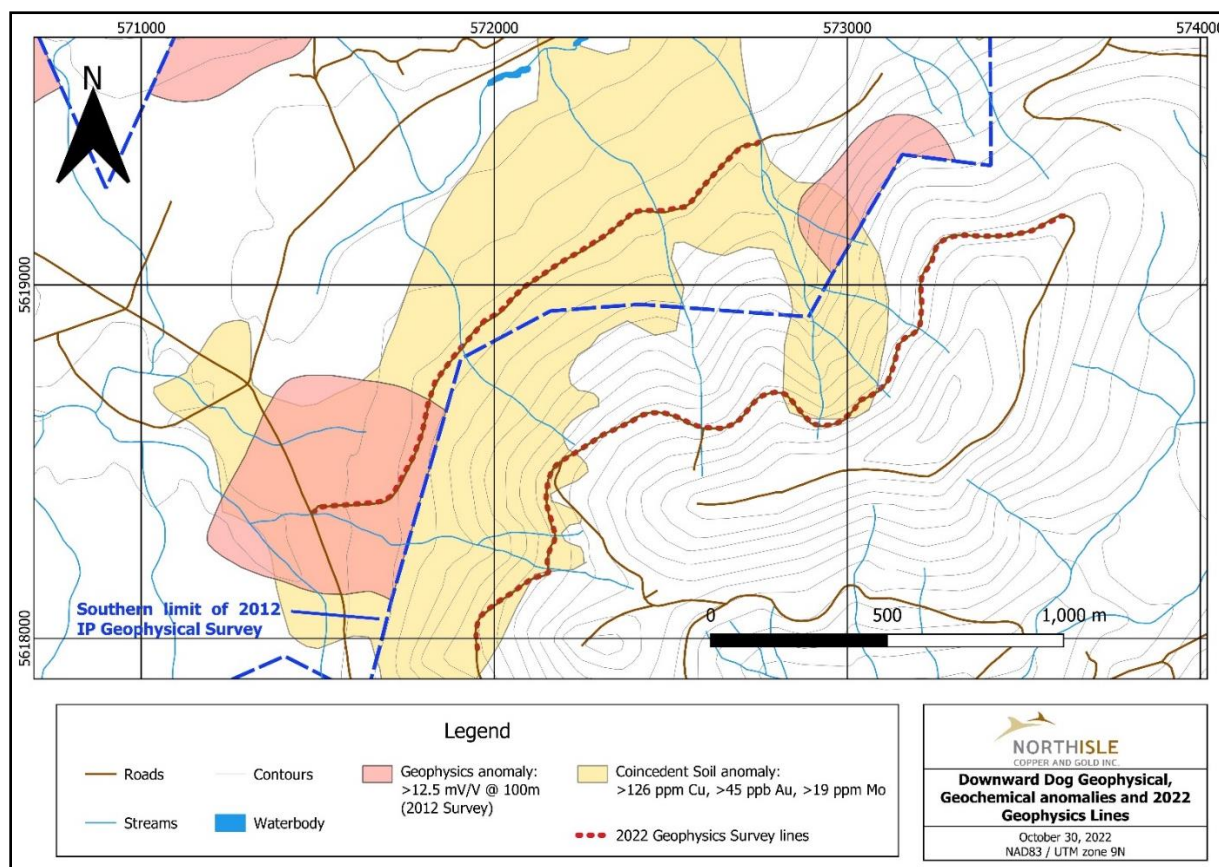 571000 572000 573000 574000
N
5619000
5618000
Southern limit of 2012
IP Geophysical Survey
0 500 1,000 m
Legend
Roads
Contours
Geophysics anomaly:
>12.5 mV/V @ 100m
(2012 Survey)
Coincedent Soil anomaly:
>126 ppm Cu, >45 ppb Au, >19 ppm Mo
Streams
Waterbody
2022 Geophysics Survey lines
NORTHISLE
COPPER AND GOLD INC.
Downward Dog Geophysical,
Geochemical anomalies and 2022
Geophysics Lines
October 30, 2022
NAD83 / UTM zone 9N